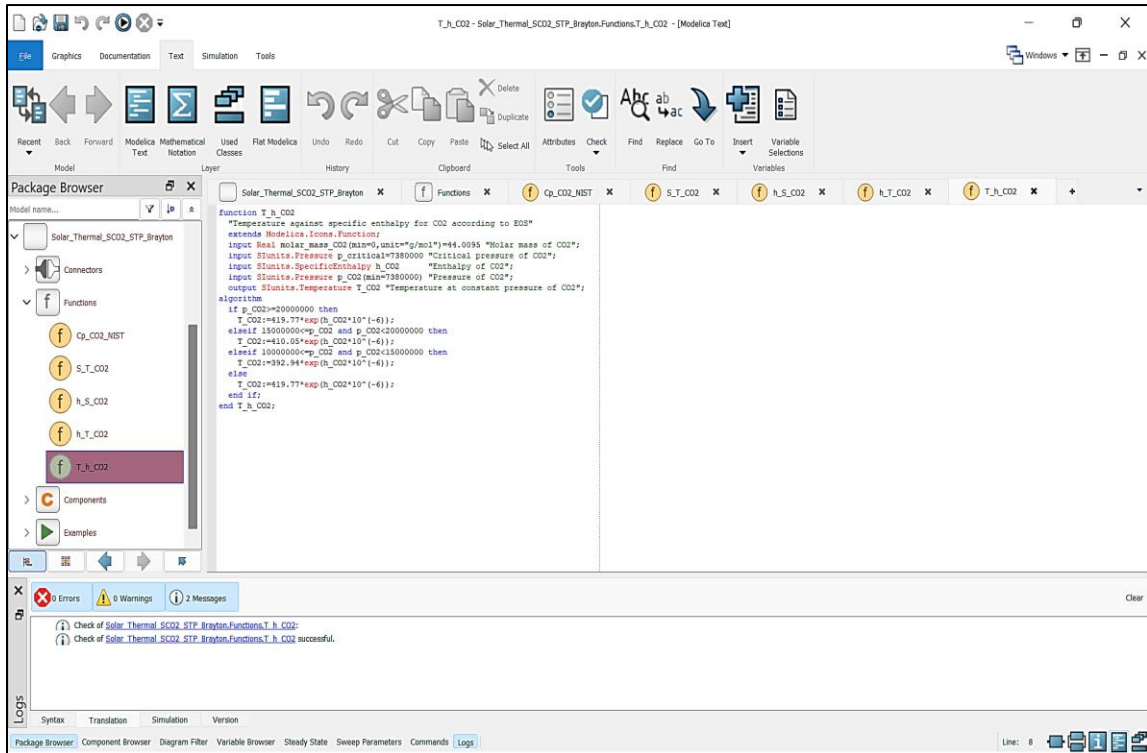 T_h_CO2 - Solar_Thermal_SCO2_STP_Brayton.Functions.T_h_CO2 - [Modelica Text]
File Graphics Documentation Text Simulation Tools
Windows
Recent Back Forward Modelica Text Mathematical Notation Used Classes Flat Modelica Undo Redo Cut Copy Paste Delete Duplicate Select All Attributes Check Find Replace Go To Insert Variable Selections
Model Layer History Clipboard Tools Find Variables
Package Browser
Model name...
Solar_Thermal_SCO2_STP_Brayton
Connectors
Functions
Cp_CO2_NIST
S_T_CO2
h_S_CO2
h_T_CO2
T_h_CO2
Components
Examples
Solar_Thermal_SCO2_STP_Brayton Functions Cp_CO2_NIST S_T_CO2 h_S_CO2 h_T_CO2 T_h_CO2
function T_h_CO2
"Temperature against specific enthalpy for CO2 according to EOS"
extends Modelica.Icons.Function;
input Real molar_mass_CO2(min=0,unit="g/mol")=44.0095 "Molar mass of CO2";
input SIunits.Pressure p_critical=7380000 "Critical pressure of CO2";
input SIunits.SpecificEnthalpy h_CO2 "Enthalpy of CO2";
input SIunits.Pressure p_CO2(min=7380000) "Pressure of CO2";
output SIunits.Temperature T_CO2 "Temperature at constant pressure of CO2";
algorithm
if p_CO2>=20000000 then
T_CO2:=419.77*exp(h_CO2*10^(-6));
elseif 15000000<=p_CO2 and p_CO2<20000000 then
T_CO2:=410.05*exp(h_CO2*10^(-6));
elseif 10000000<=p_CO2 and p_CO2<15000000 then
T_CO2:=392.94*exp(h_CO2*10^(-6));
else
T_CO2:=419.77*exp(h_CO2*10^(-6));
end if;
end T_h_CO2;
0 Errors 0 Warnings 2 Messages
Clear
Check of Solar_Thermal_SCO2_STP_Brayton.Functions.T_h_CO2:
Check of Solar_Thermal_SCO2_STP_Brayton.Functions.T_h_CO2 successful.
Logs
Syntax Translation Simulation Version
Package Browser Component Browser Diagram Filter Variable Browser Steady State Sweep Parameters Commands Logs
Line: 8